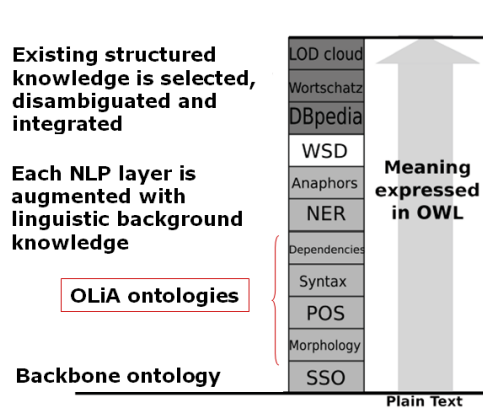 Existing structured
knowledge is selected,
disambiguated and
integrated
Each NLP layer is
augmented with
linguistic background
knowledge
OLiA ontologies
Backbone ontology
LOD cloud
Wortschatz
DBpedia
WSD
Anaphors
NER
Dependencies
Syntax
POS
Morphology
SSO
Meaning
expressed
in OWL
Plain Text